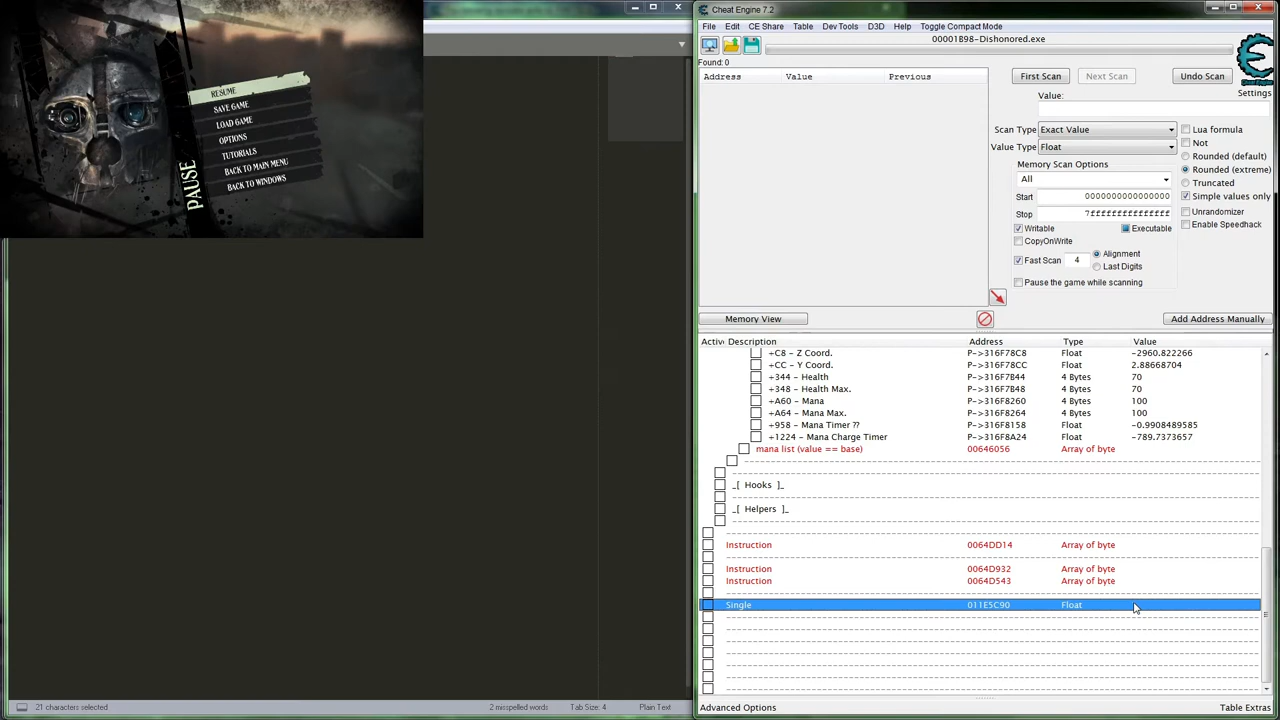 RESUME
SAVE GAME
LOAD GAME
OPTIONS
TUTORIALS
BACK TO MAIN MENU
BACK TO WINDOWS
PAUSE
21 characters selected
2 misspelled words
Tab Size: 4
Plain Text
Cheat Engine 7.2
File Edit CE Share Table Dev Tools D3D Help Toggle Compact Mode
00001B98-Dishonored.exe
Found: 0
Address Value Previous
First Scan Next Scan Undo Scan
Settings
Value:
Scan Type Exact Value
Value Type Float
Lua formula
Not
Rounded (default)
Rounded (extreme)
Truncated
Simple values only
Unrandomizer
Enable Speedhack
Memory Scan Options
All
Start 0000000000000000
Stop 7fffffffffffffff
Writable Executable
CopyOnWrite
Fast Scan 4 Alignment
Last Digits
Pause the game while scanning
Memory View Add Address Manually
Active Description Address Type Value
+C8 - Z Coord. P->316F78C8 Float -2960.822266
+CC - Y Coord. P->316F78CC Float 2.88668704
+344 - Health P->316F7B44 4 Bytes 70
+348 - Health Max. P->316F7B48 4 Bytes 70
+A60 - Mana P->316F8260 4 Bytes 100
+A64 - Mana Max. P->316F8264 4 Bytes 100
+958 - Mana Timer ?? P->316F8158 Float -0.9908489585
+1224 - Mana Charge Timer P->316F8A24 Float -789.7373657
mana list (value == base) 00646056 Array of byte
_[ Hooks ]_
_[ Helpers ]_
Instruction 0064DD14 Array of byte
Instruction 0064D932 Array of byte
Instruction 0064D543 Array of byte
Single 011E5C90 Float
Advanced Options Table Extras